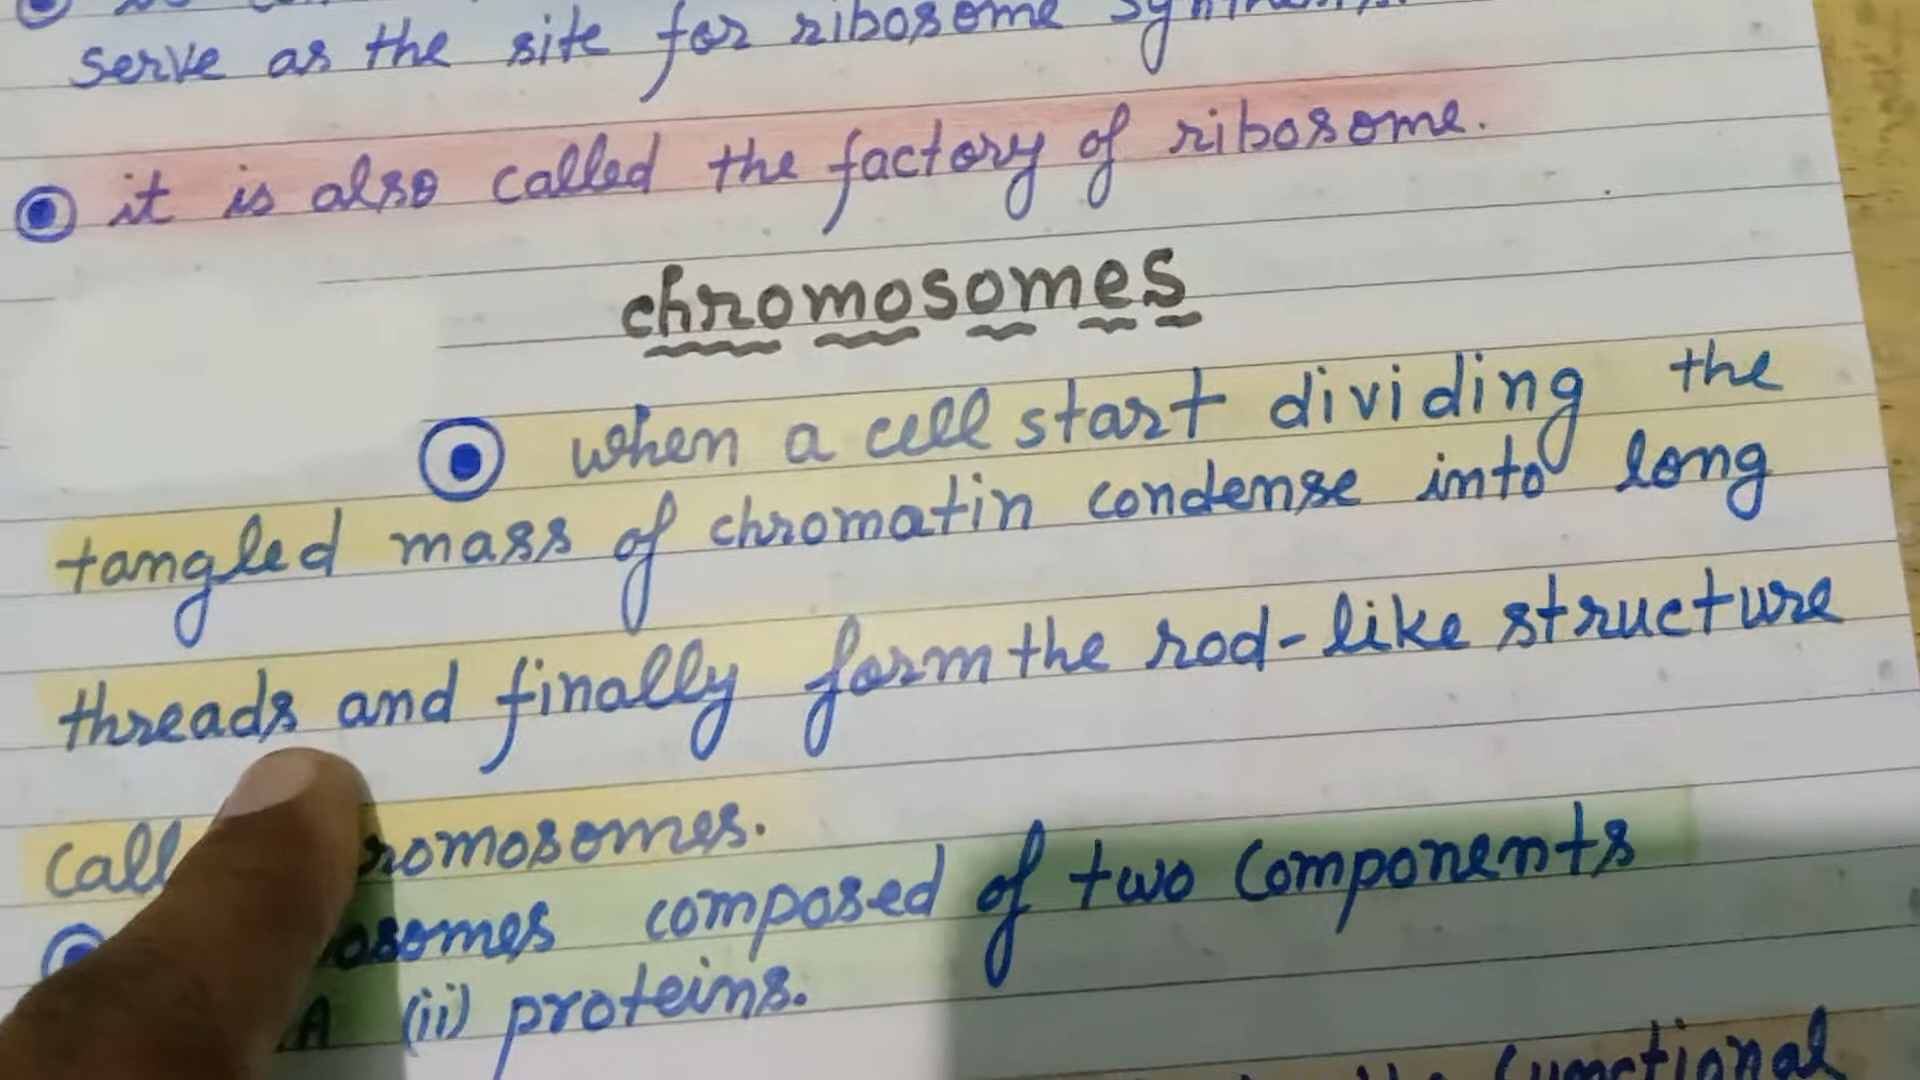 serve as the site for ribosome
it is also called the factory of ribosome.
chromosomes
when a cell start dividing the
tangled mass of chromatin condense into long
threads and finally form the rod-like structure
call romosomes.
osomes composed of two components
A (ii) proteins.
functional